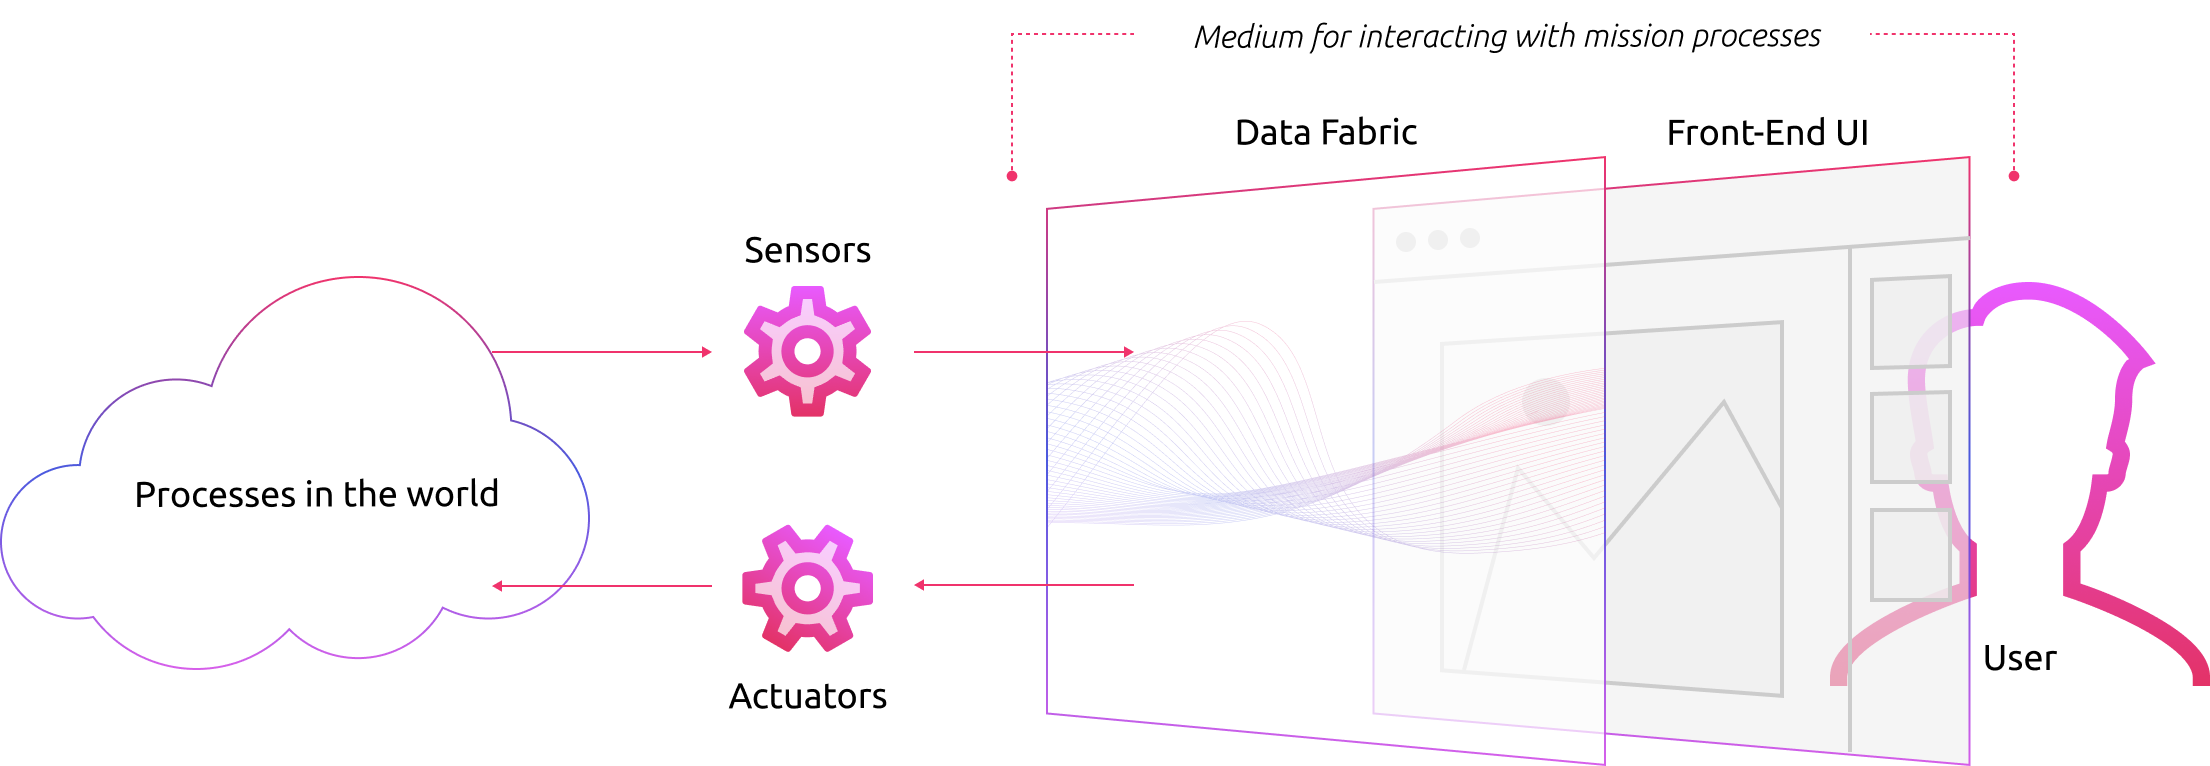 Medium for interacting with mission processes
Data Fabric
Front-End UI
Sensors
Processes in the world
Actuators
User